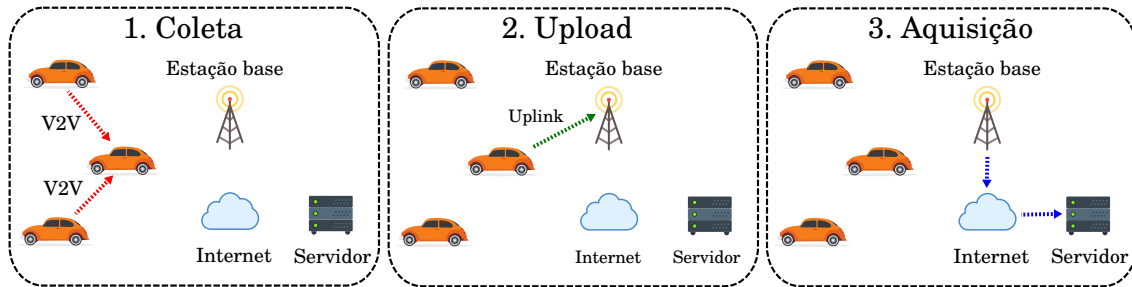 1. Coleta
Estação base
V2V
V2V
Internet
Servidor
2. Upload
Estação base
Uplink
Internet
Servidor
3. Aquisição
Estação base
Internet
Servidor